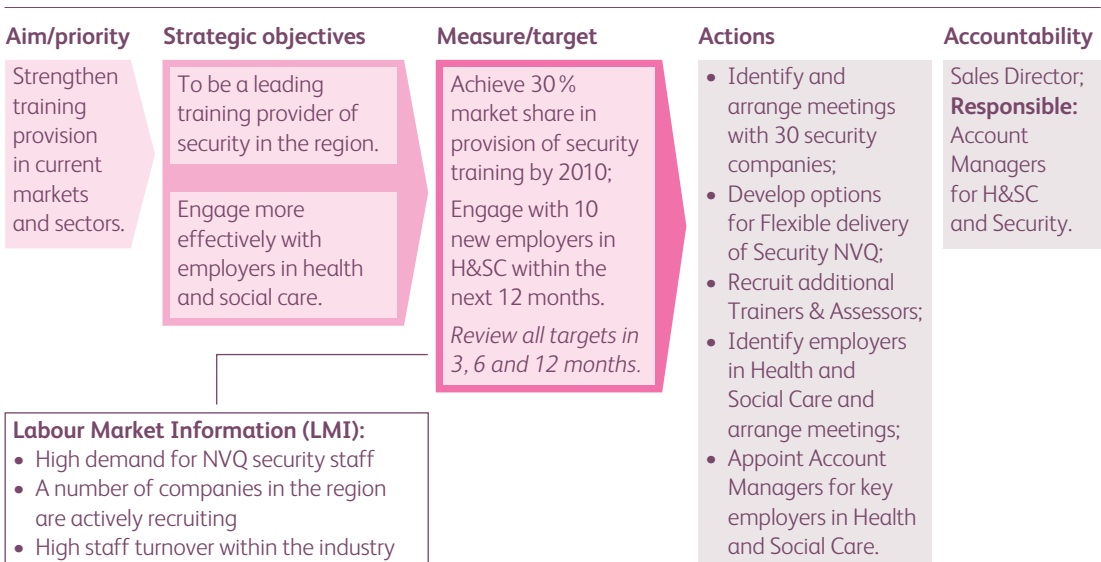 Aim/priority
Strengthen
training
provision
in current
markets
and sectors.
Strategic objectives
To be a leading
training provider of
security in the region.
Engage more
effectively with
employers in health
and social care.
Measure/target
Achieve 30%
market share in
provision of security
training by 2010;
Engage with 10
new employers in
H&SC within the
next 12 months.
Review all targets in
3, 6 and 12 months.
Actions
• Identify and
arrange meetings
with 30 security
companies;
• Develop options
for Flexible delivery
of Security NVQ;
• Recruit additional
Trainers & Assessors;
• Identify employers
in Health and
Social Care and
arrange meetings;
• Appoint Account
Managers for key
employers in Health
and Social Care.
Accountability
Sales Director;
Responsible:
Account
Managers
for H&SC
and Security.
Labour Market Information (LMI):
• High demand for NVQ security staff
• A number of companies in the region
are actively recruiting
• High staff turnover within the industry